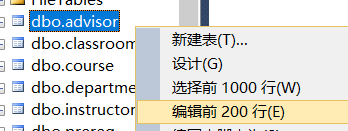 FileTables
dbo.advisor
dbo.classroom
dbo.course
dbo.departme
dbo.instructor
dbo.prereq
新建表(T)...
设计(G)
选择前 1000 行(W)
编辑前 200 行(E)